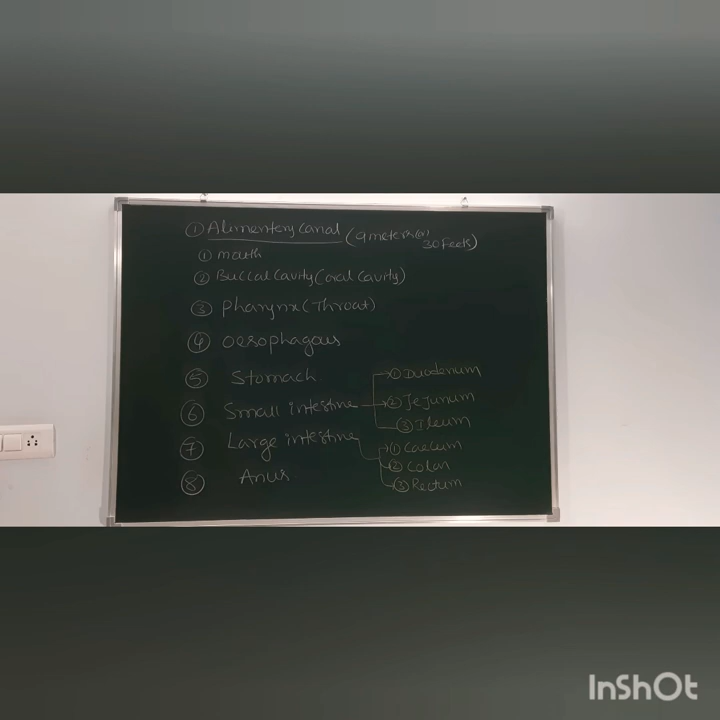 ① Alimentery canal (9 meters (or) 30 Feets)
① mouth
② Buccal Cavity (oral Cavity)
③ Pharynx (Throat)
④ oesophagous
⑤ Stomach
⑥ Small intestine
① Duodenum
② Jejunum
③ Ileum
⑦ Large intestine
① Caecum
② Colon
③ Rectum
⑧ Anus
InShOt